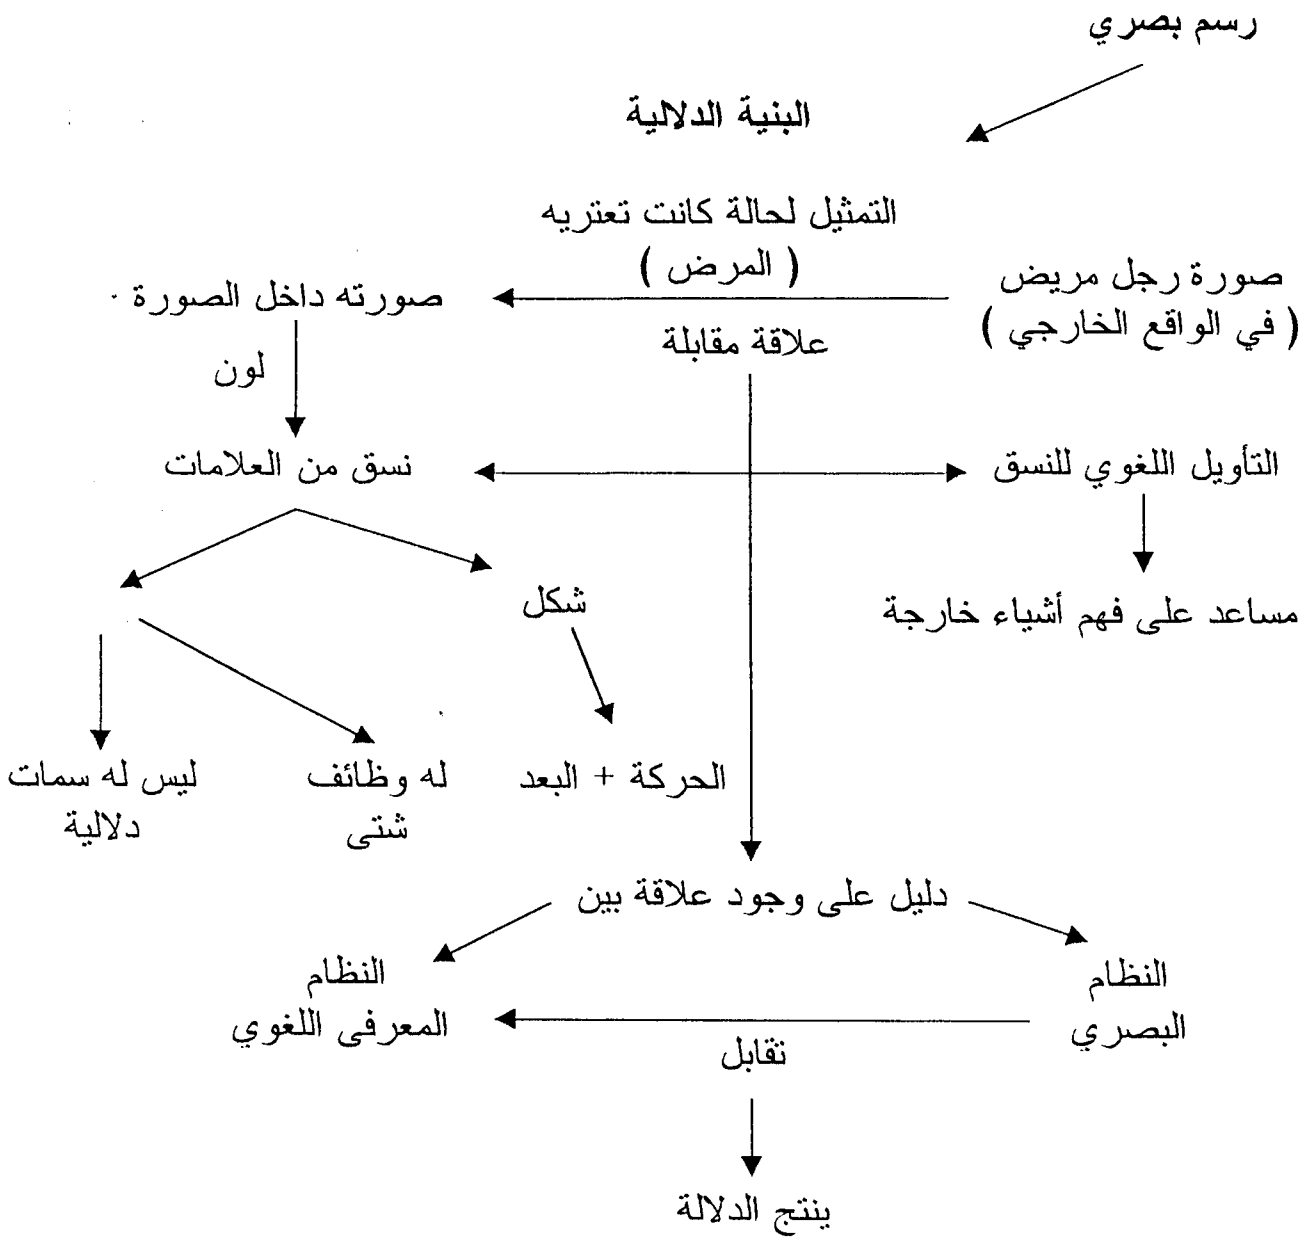 رسم بصري
البنية الدلالية
التمثيل لحالة كانت تعتريه
( المرض )
صورة رجل مريض
( في الواقع الخارجي )
صورته داخل الصورة
علاقة مقابلة
لون
التأويل اللغوي للنسق
نسق من العلامات
شكل
مساعد على فهم أشياء خارجة
الحركة + البعد
له وظائف
شتى
ليس له سمات
دلالية
دليل على وجود علاقة بين
النظام
البصري
النظام
المعرفي اللغوي
تقابل
ينتج الدلالة